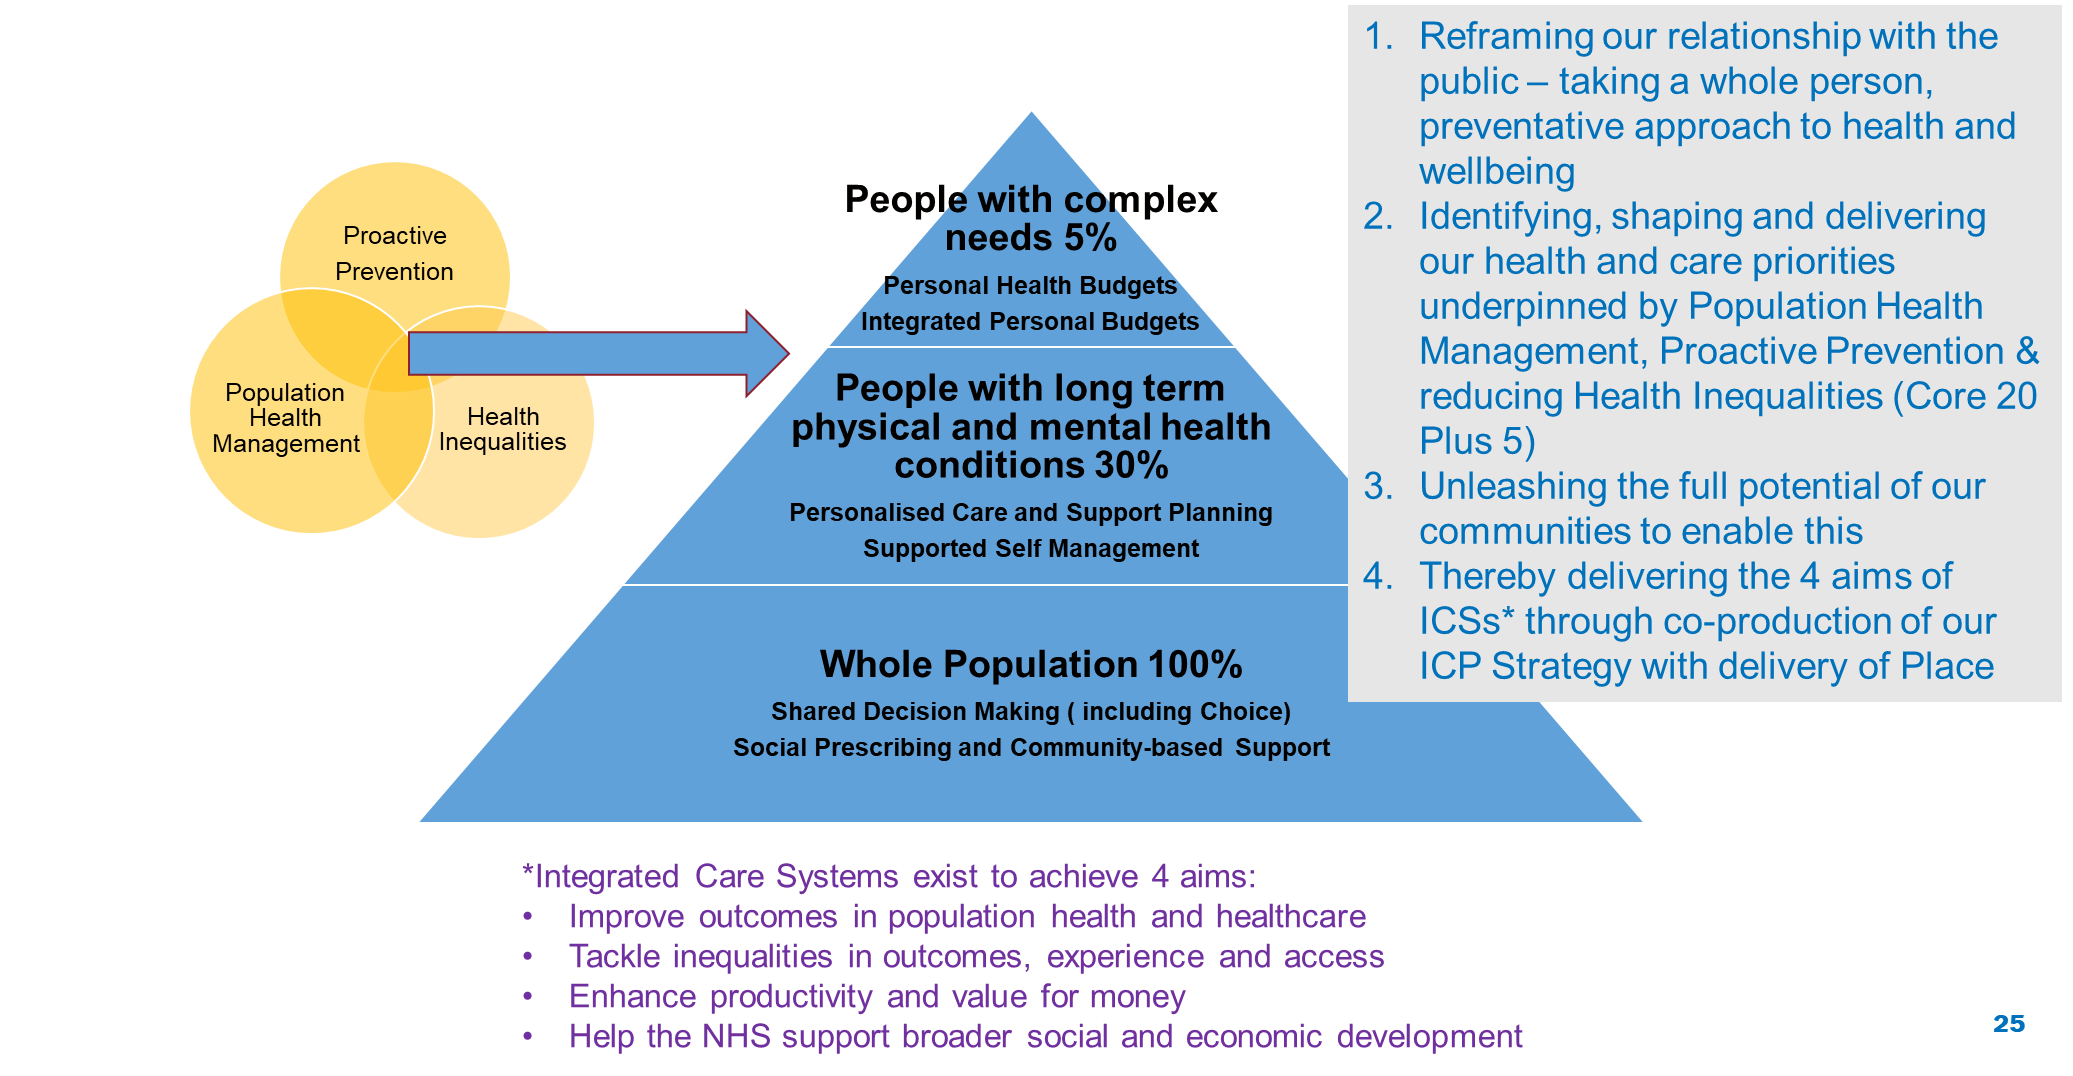 Proactive
Prevention
Population
Health
Management
Health
Inequalities
People with complex
needs 5%
Personal Health Budgets
Integrated Personal Budgets
People with long term
physical and mental health
conditions 30%
Personalised Care and Support Planning
Supported Self Management
Whole Population 100%
Shared Decision Making ( including Choice)
Social Prescribing and Community-based Support
1. Reframing our relationship with the
public – taking a whole person,
preventative approach to health and
wellbeing
2. Identifying, shaping and delivering
our health and care priorities
underpinned by Population Health
Management, Proactive Prevention &
reducing Health Inequalities (Core 20
Plus 5)
3. Unleashing the full potential of our
communities to enable this
4. Thereby delivering the 4 aims of
ICSs* through co-production of our
ICP Strategy with delivery of Place
*Integrated Care Systems exist to achieve 4 aims:
• Improve outcomes in population health and healthcare
• Tackle inequalities in outcomes, experience and access
• Enhance productivity and value for money
• Help the NHS support broader social and economic development
25